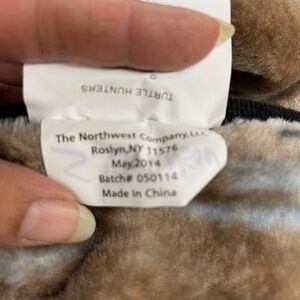 TURTLE HUNTERS
The Northwest Company, LLC
Roslyn, NY 11576
May, 2014
Batch# 050114
Made in China